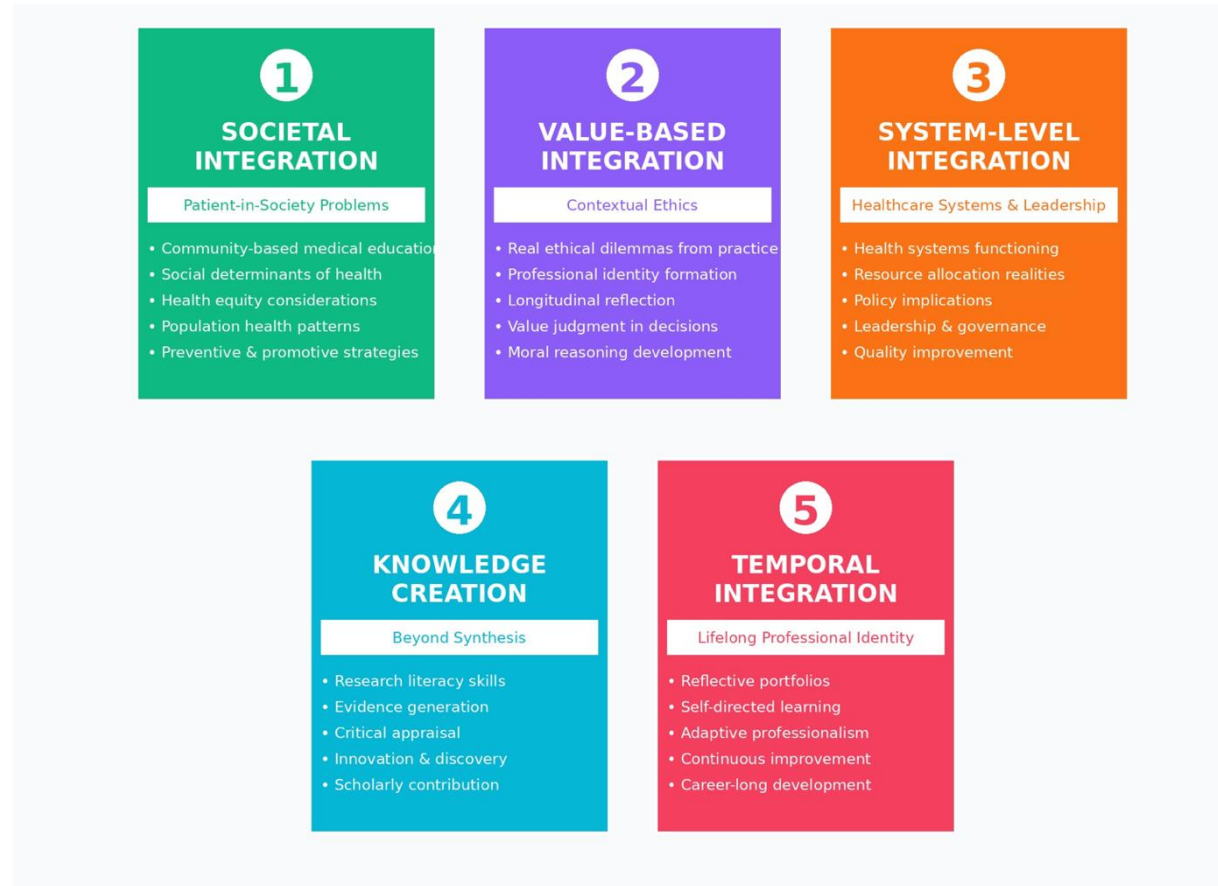 1
SOCIETAL
INTEGRATION
Patient-in-Society Problems
• Community-based medical education
• Social determinants of health
• Health equity considerations
• Population health patterns
• Preventive & promotive strategies
2
VALUE-BASED
INTEGRATION
Contextual Ethics
• Real ethical dilemmas from practice
• Professional identity formation
• Longitudinal reflection
• Value judgment in decisions
• Moral reasoning development
3
SYSTEM-LEVEL
INTEGRATION
Healthcare Systems & Leadership
• Health systems functioning
• Resource allocation realities
• Policy implications
• Leadership & governance
• Quality improvement
4
KNOWLEDGE
CREATION
Beyond Synthesis
• Research literacy skills
• Evidence generation
• Critical appraisal
• Innovation & discovery
• Scholarly contribution
5
TEMPORAL
INTEGRATION
Lifelong Professional Identity
• Reflective portfolios
• Self-directed learning
• Adaptive professionalism
• Continuous improvement
• Career-long development